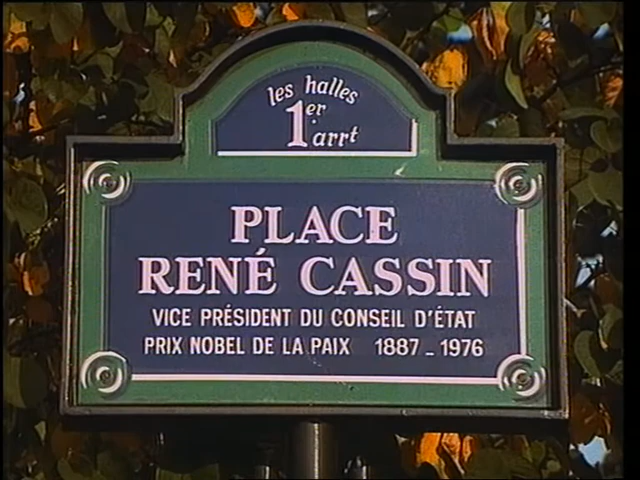 les halles
1er
arrt
PLACE
RENÉ CASSIN
VICE PRÉSIDENT DU CONSEIL D'ÉTAT
PRIX NOBEL DE LA PAIX 1887 - 1976